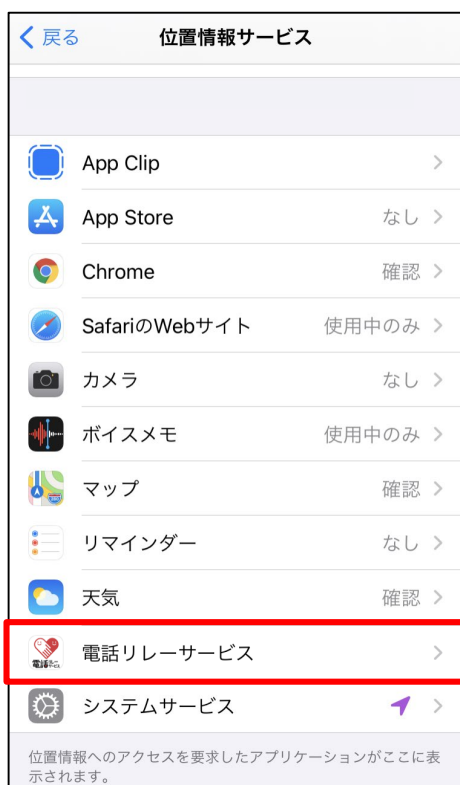 戻る 位置情報サービス
App Clip
App Store なし
Chrome 確認
SafariのWebサイト 使用中のみ
カメラ なし
ボイスメモ 使用中のみ
マップ 確認
リマインダー なし
天気 確認
電話リレーサービス
システムサービス
位置情報へのアクセスを要求したアプリケーションがここに表
示されます。